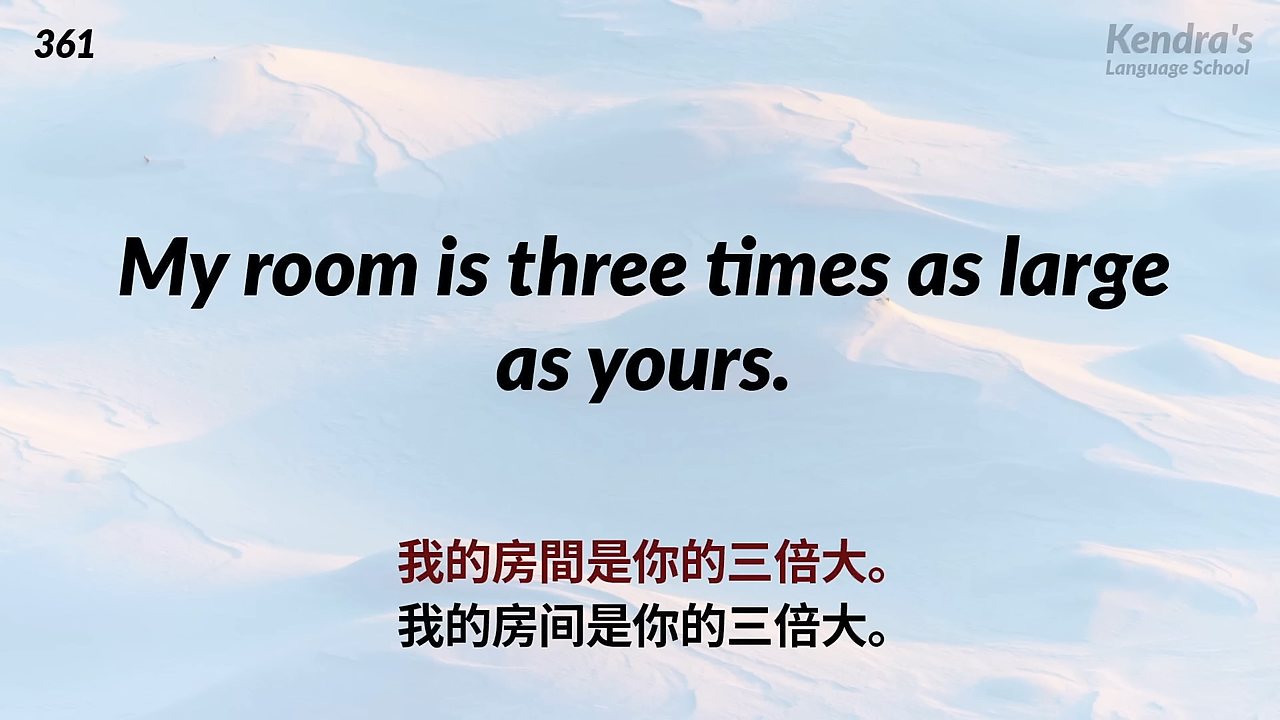 361
Kendra's
Language School
My room is three times as large
as yours.
我的房間是你的三倍大。
我的房间是你的三倍大。